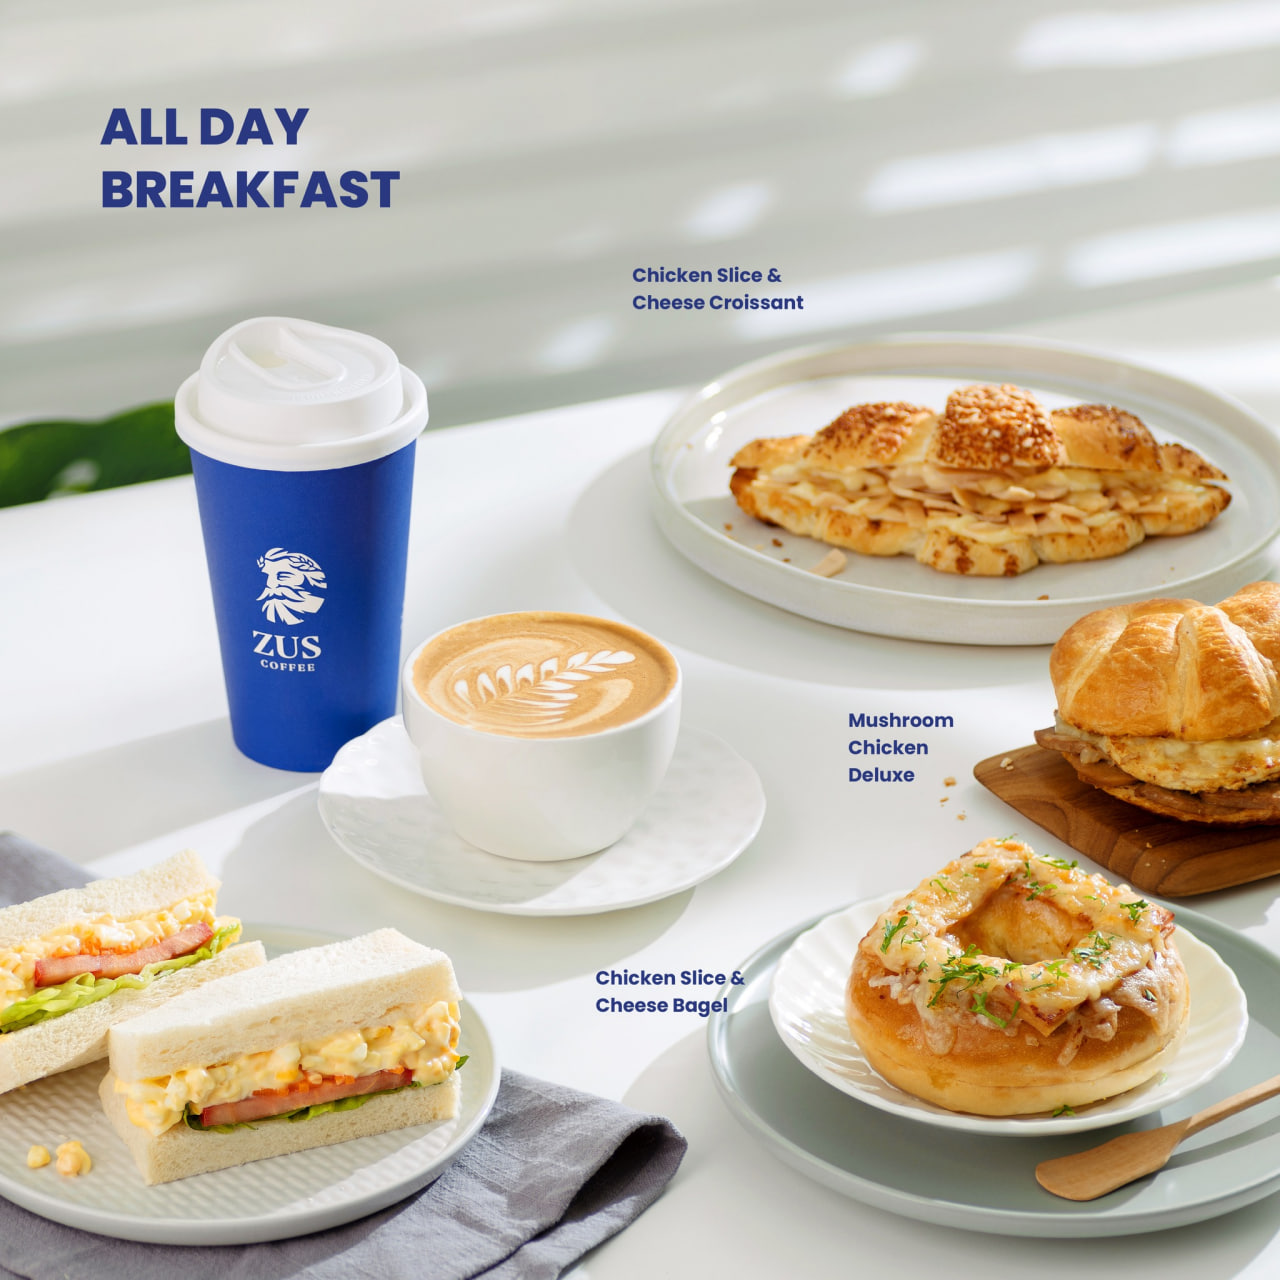 ALL DAY
BREAKFAST
Chicken Slice &
Cheese Croissant
ZUS
COFFEE
Mushroom
Chicken
Deluxe
Chicken Slice &
Cheese Bagel